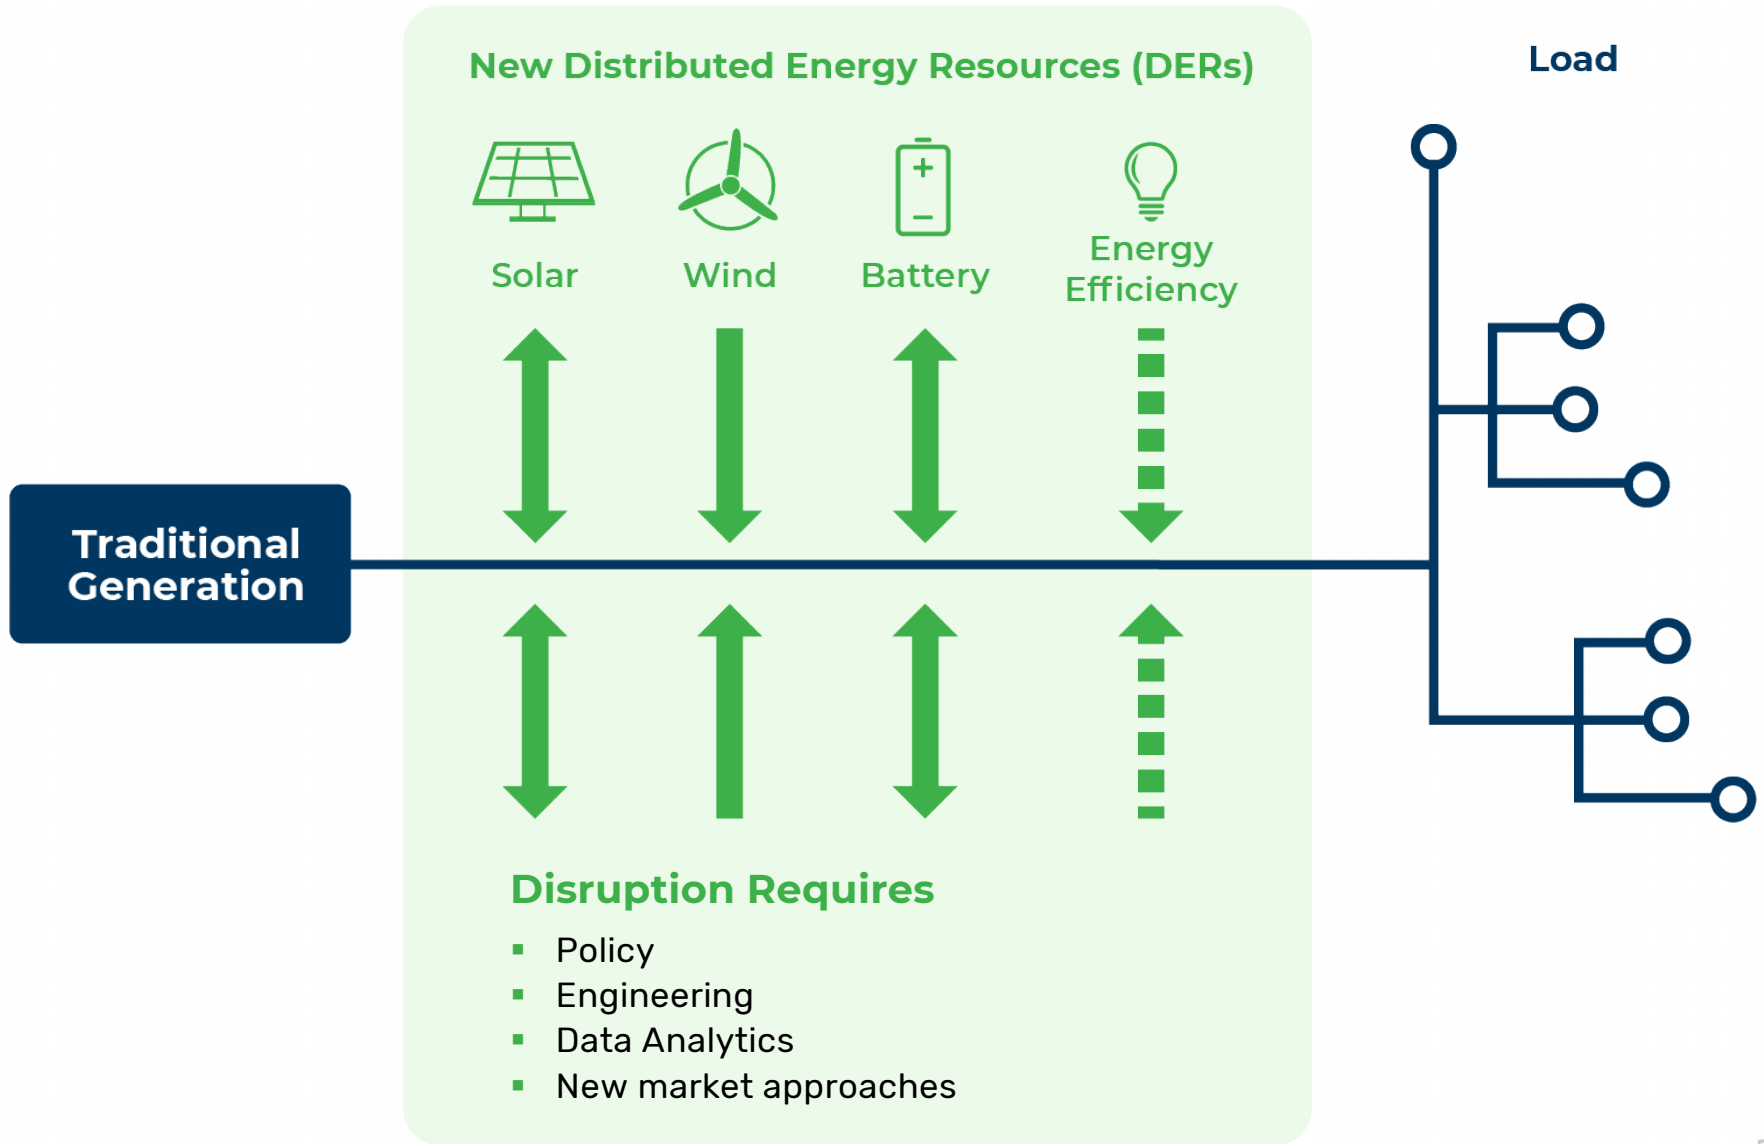 New Distributed Energy Resources (DERs)
Load
Solar
Wind
Battery
Energy
Efficiency
Traditional
Generation
Disruption Requires
Policy
Engineering
Data Analytics
New market approaches